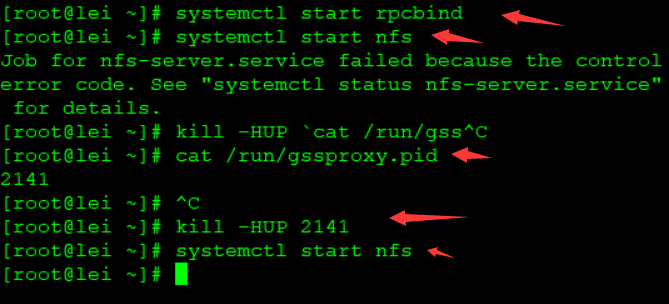 [root@lei ~]# systemctl start rpcbind
[root@lei ~]# systemctl start nfs
Job for nfs-server.service failed because the control
error code. See "systemctl status nfs-server.service"
 for details.
[root@lei ~]# kill -HUP `cat /run/gss^C
[root@lei ~]# cat /run/gssproxy.pid
2141
[root@lei ~]# ^C
[root@lei ~]# kill -HUP 2141
[root@lei ~]# systemctl start nfs
[root@lei ~]#